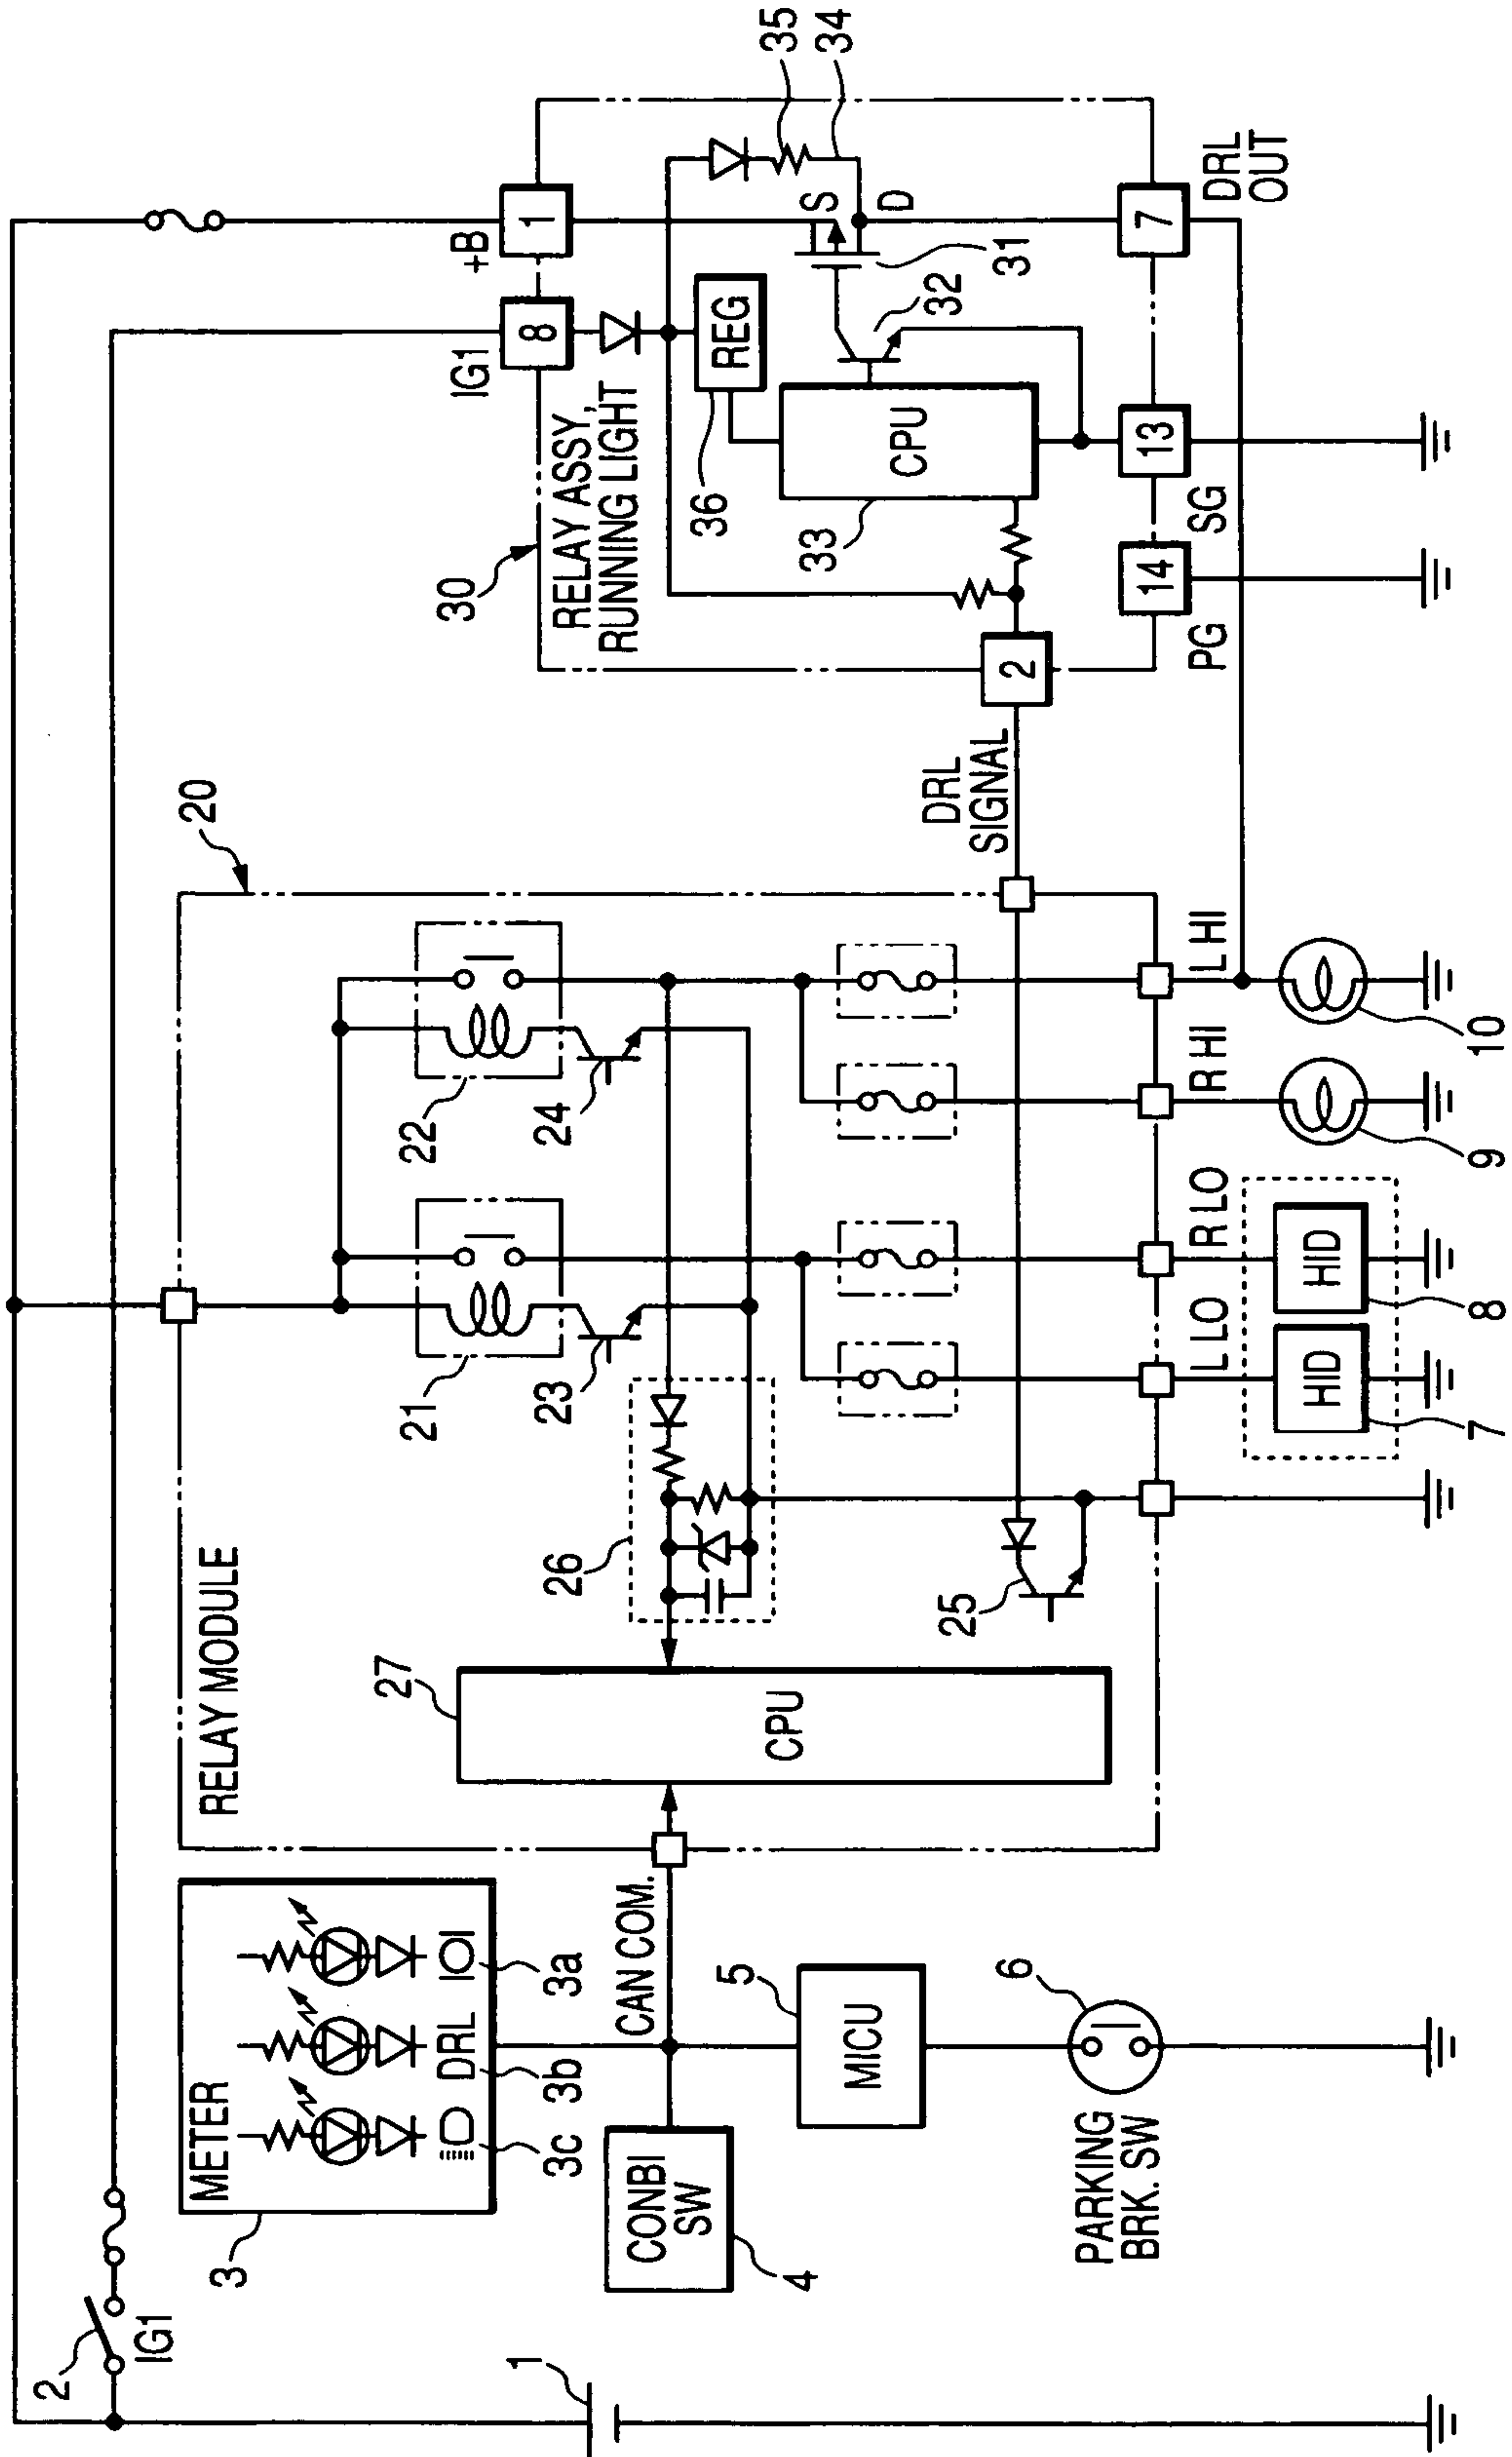 2
IG1
1
3
METER
3c
DRL
3b
3a
CONBI
SW
4
CAN COM.
5
MICU
6
PARKING
BRK. SW
RELAY MODULE
20
27
CPU
21
23
22
24
26
25
L LO
R LO
R HI
L HI
HID
HID
7
8
9
10
DRL
SIGNAL
30
RELAY ASSY,
RUNNING LIGHT
IG1
8
+B
1
REG
36
CPU
33
32
31
S
D
35
34
2
14
PG
13
SG
7
DRL
OUT